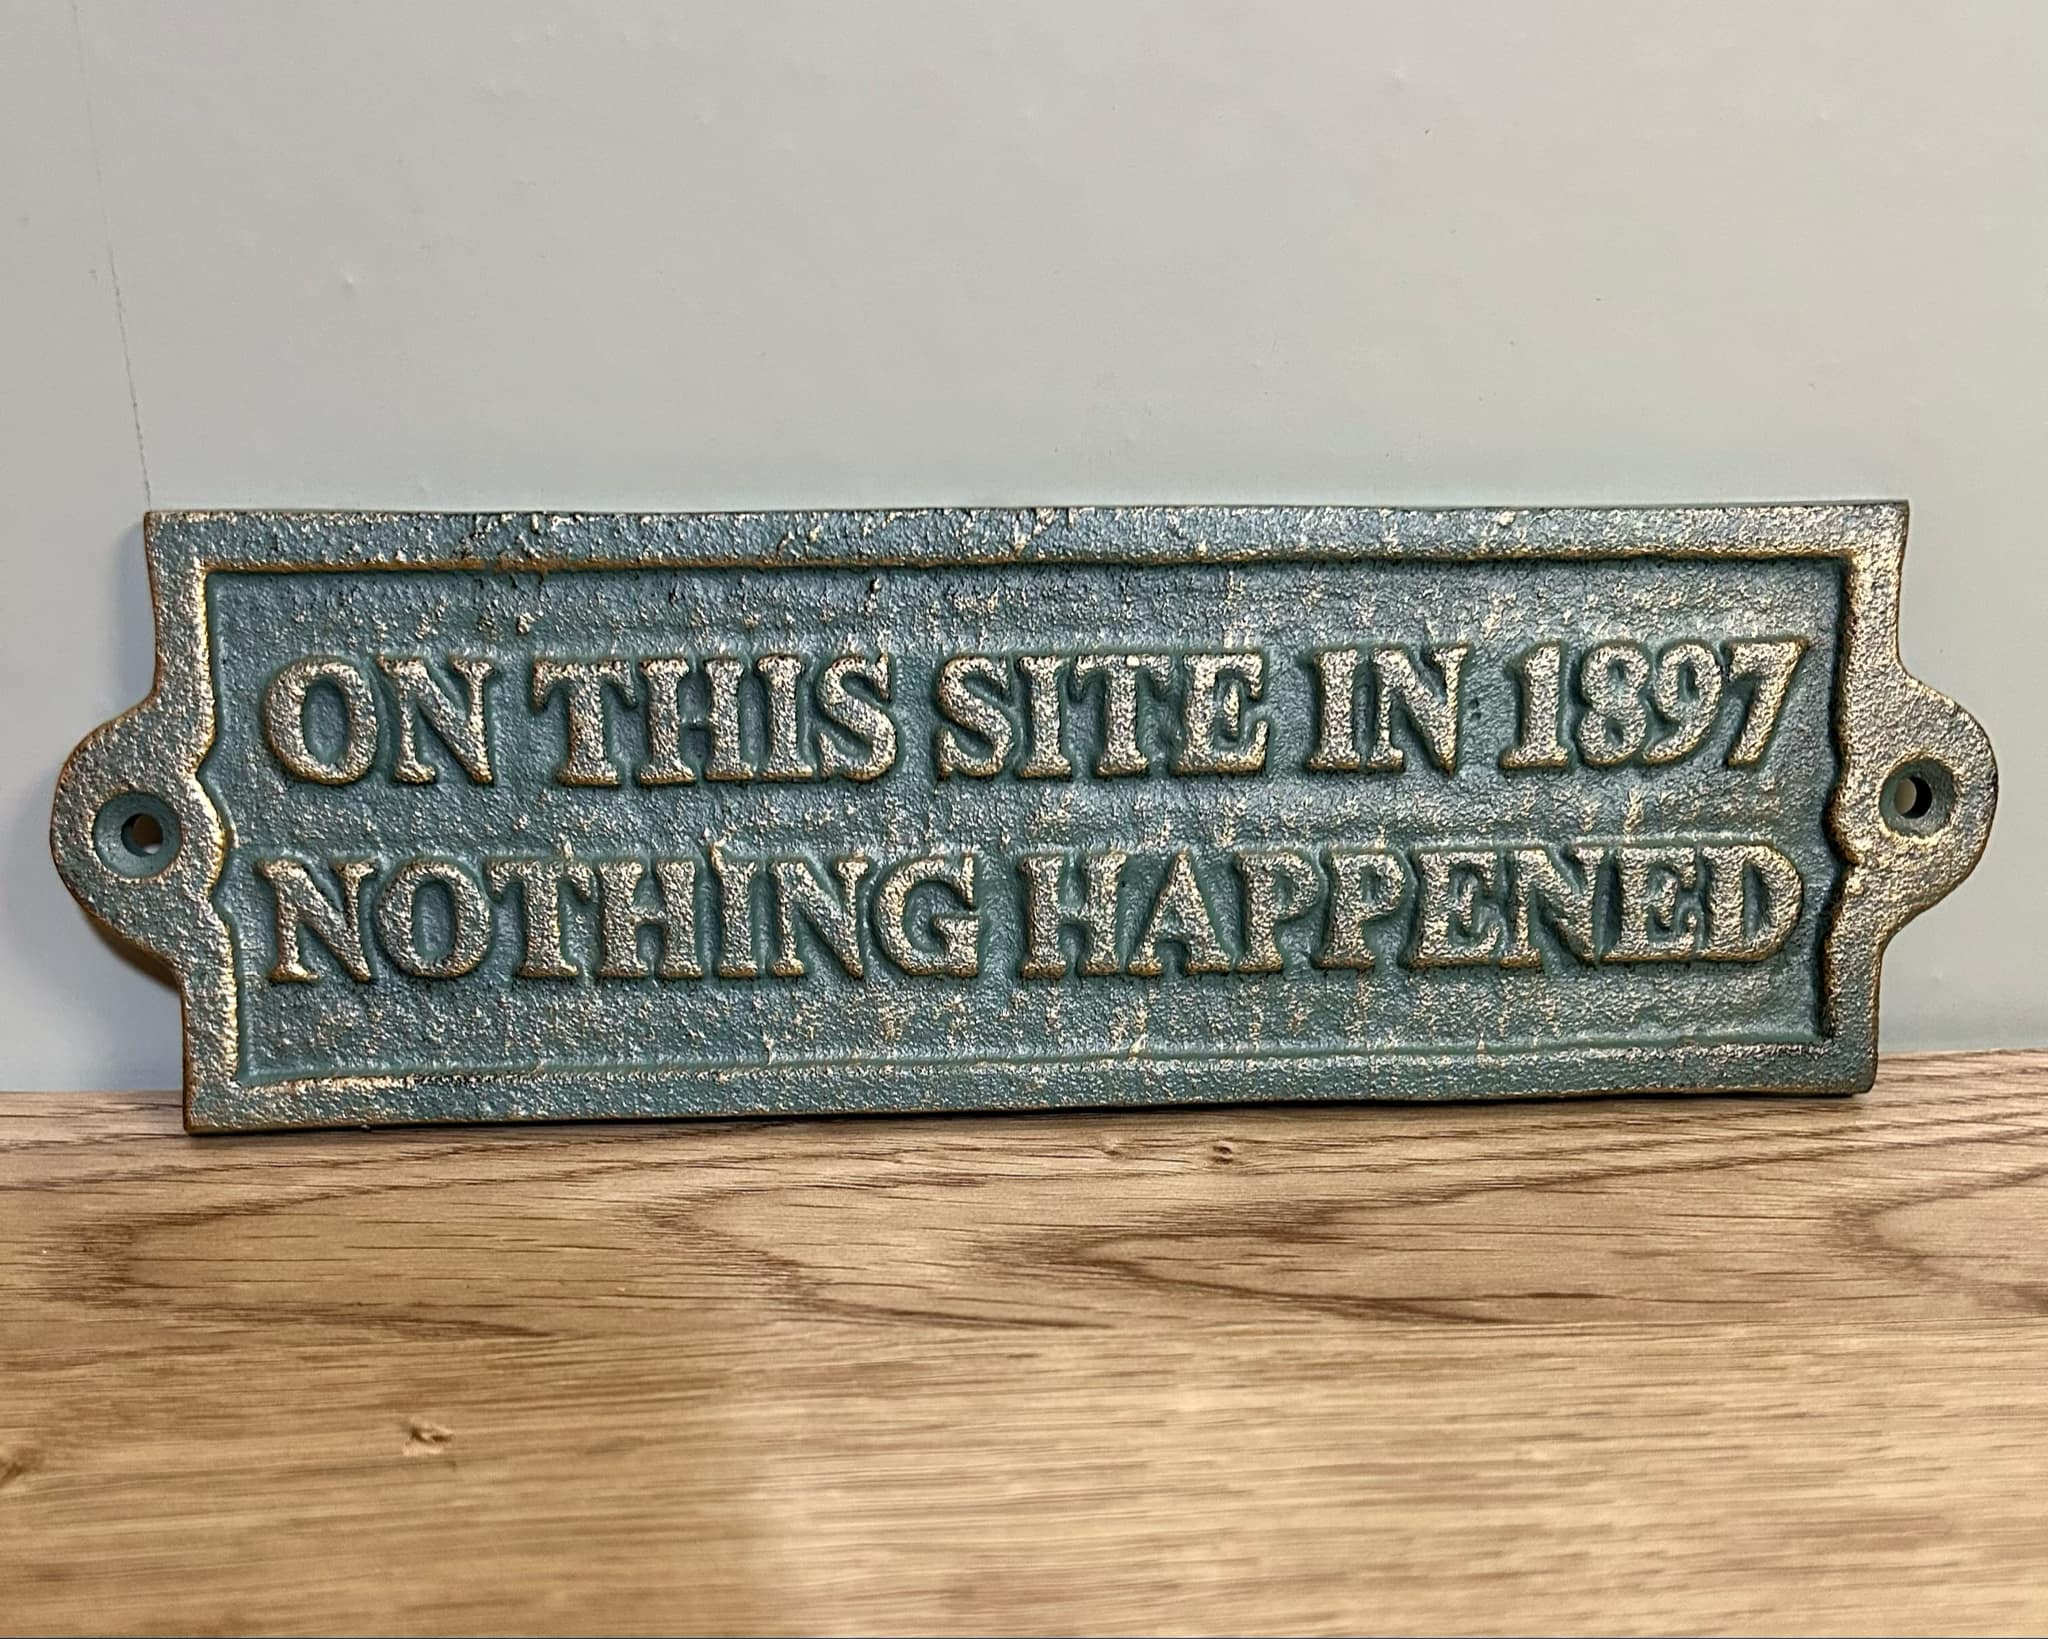 ON THIS SITE IN 1897
NOTHING HAPPENED